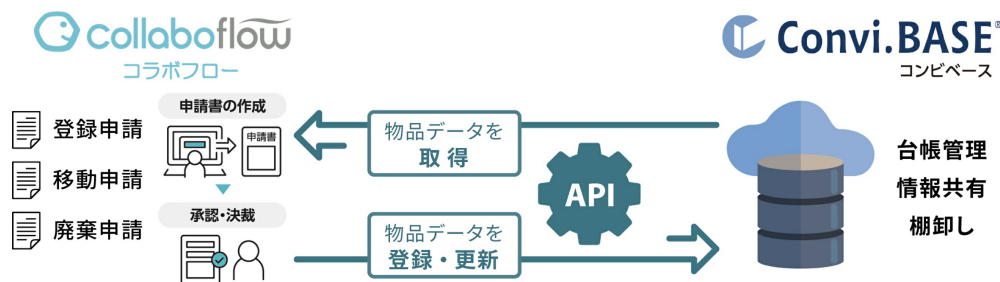 collaboflow
コラボフロー
登録申請
移動申請
廃棄申請
申請書の作成
申請書
承認・決裁
物品データを
取得
API
物品データを
登録・更新
Convi.BASE®
コンビベース
台帳管理
情報共有
棚卸し